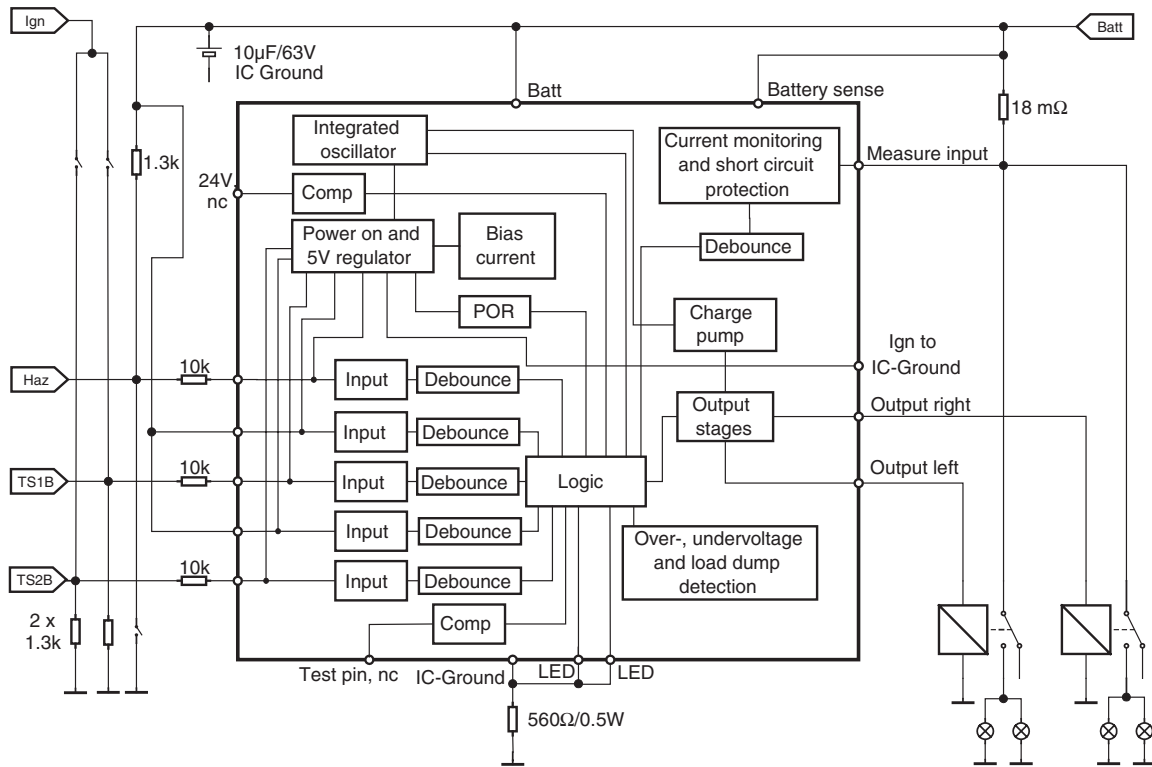 Ign
Batt
10µF/63V
IC Ground
Batt
Battery sense
18 mΩ
Integrated
oscillator
Current monitoring
and short circuit
protection
Measure input
1.3k
24V,
nc
Comp
Power on and
5V regulator
Bias
current
Debounce
POR
Charge
pump
Ign to
IC-Ground
Haz
10k
Input
Debounce
Output
stages
Output right
Input
Debounce
TS1B
10k
Input
Debounce
Logic
Output left
Input
Debounce
Over-, undervoltage
and load dump
detection
TS2B
10k
Input
Debounce
2 x
1.3k
Comp
Test pin, nc
IC-Ground
LED
LED
560Ω/0.5W